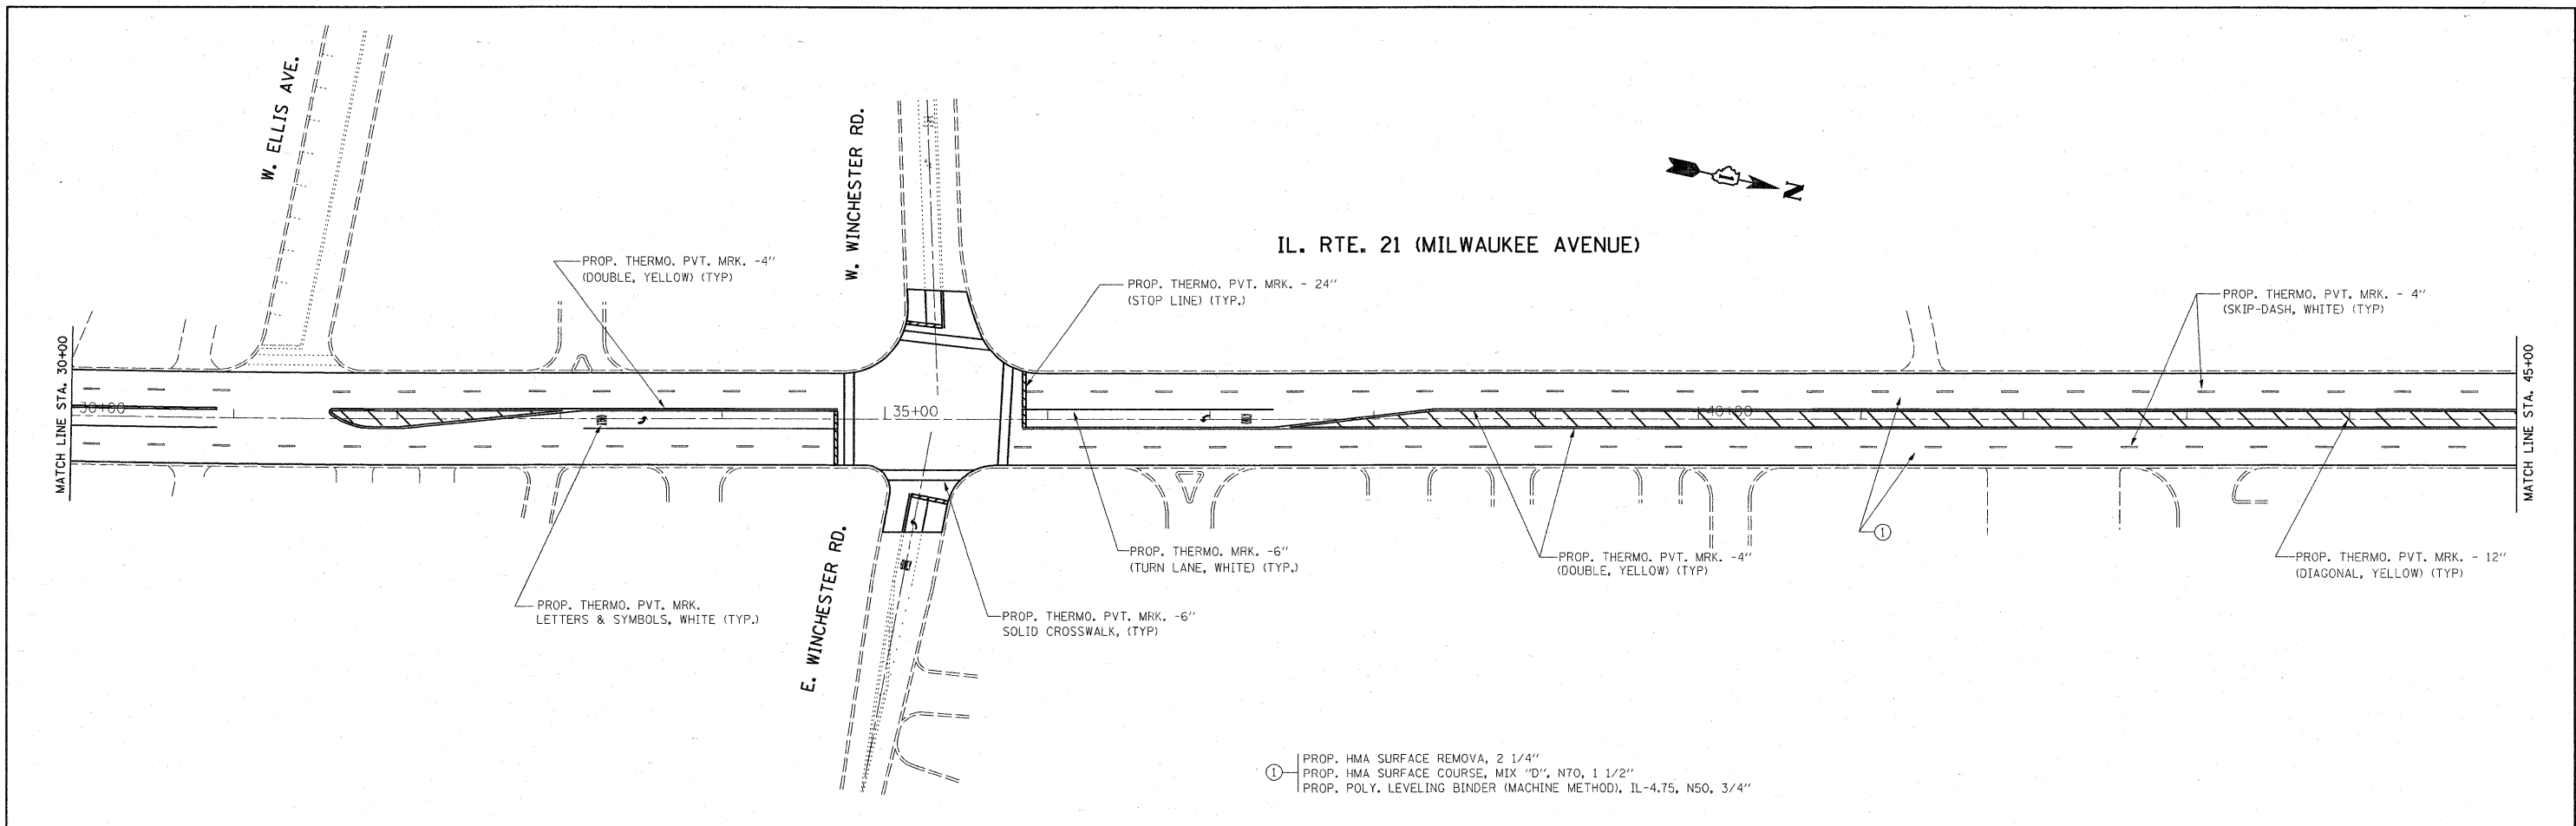 W. ELLIS AVE.
W. WINCHESTER RD.
N
IL. RTE. 21 (MILWAUKEE AVENUE)
PROP. THERMO. PVT. MRK. -4"
(DOUBLE, YELLOW) (TYP)
PROP. THERMO. PVT. MRK. - 24"
(STOP LINE) (TYP.)
PROP. THERMO. PVT. MRK. - 4"
(SKIP-DASH, WHITE) (TYP)
MATCH LINE STA. 30+00
30+00
35+00
40+00
MATCH LINE STA. 45+00
1
PROP. THERMO. MRK. -6"
(TURN LANE, WHITE) (TYP.)
PROP. THERMO. PVT. MRK. -4"
(DOUBLE, YELLOW) (TYP)
PROP. THERMO. PVT. MRK. - 12"
(DIAGONAL, YELLOW) (TYP)
PROP. THERMO. PVT. MRK.
LETTERS & SYMBOLS, WHITE (TYP.)
E. WINCHESTER RD.
PROP. THERMO. PVT. MRK. -6"
SOLID CROSSWALK, (TYP)
1
PROP. HMA SURFACE REMOVA, 2 1/4"
PROP. HMA SURFACE COURSE, MIX "D", N70, 1 1/2"
PROP. POLY. LEVELING BINDER (MACHINE METHOD), IL-4.75, N50, 3/4"